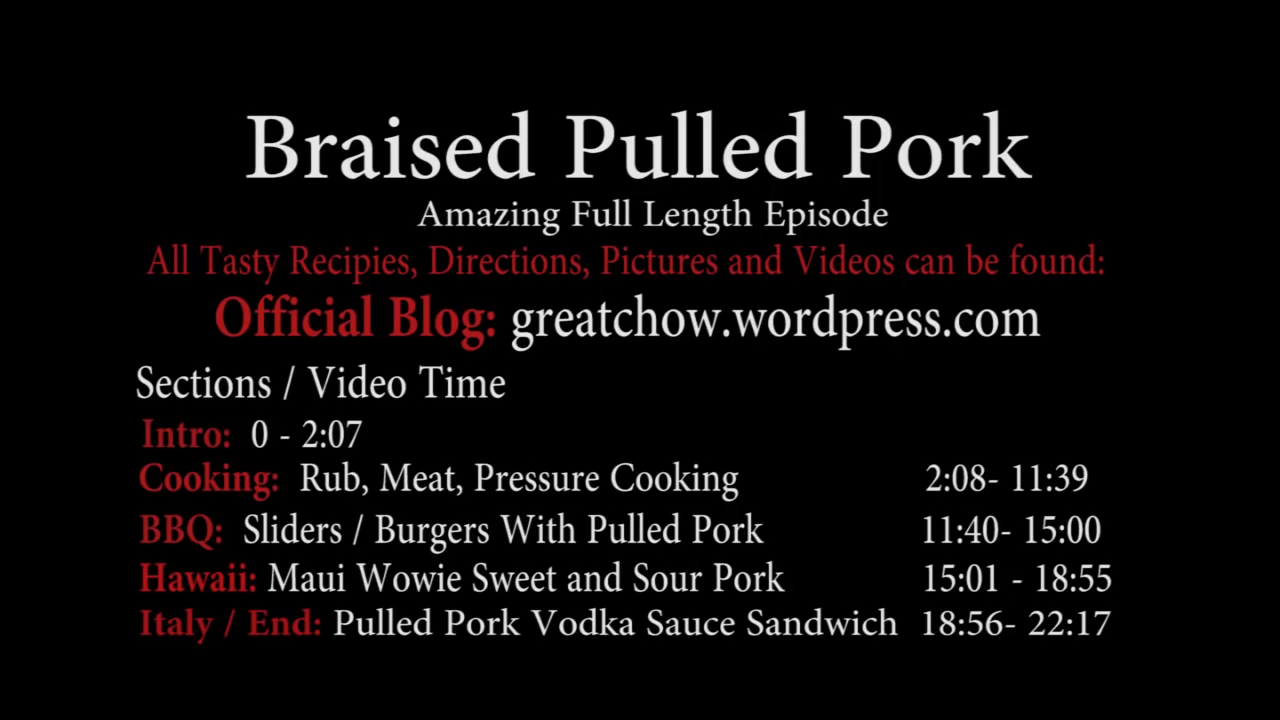 Braised Pulled Pork
Amazing Full Length Episode
All Tasty Recipies, Directions, Pictures and Videos can be found:
Official Blog: greatchow.wordpress.com
Sections / Video Time
Intro: 0 - 2:07
Cooking: Rub, Meat, Pressure Cooking 2:08- 11:39
BBQ: Sliders / Burgers With Pulled Pork 11:40- 15:00
Hawaii: Maui Wowie Sweet and Sour Pork 15:01 - 18:55
Italy / End: Pulled Pork Vodka Sauce Sandwich 18:56- 22:17